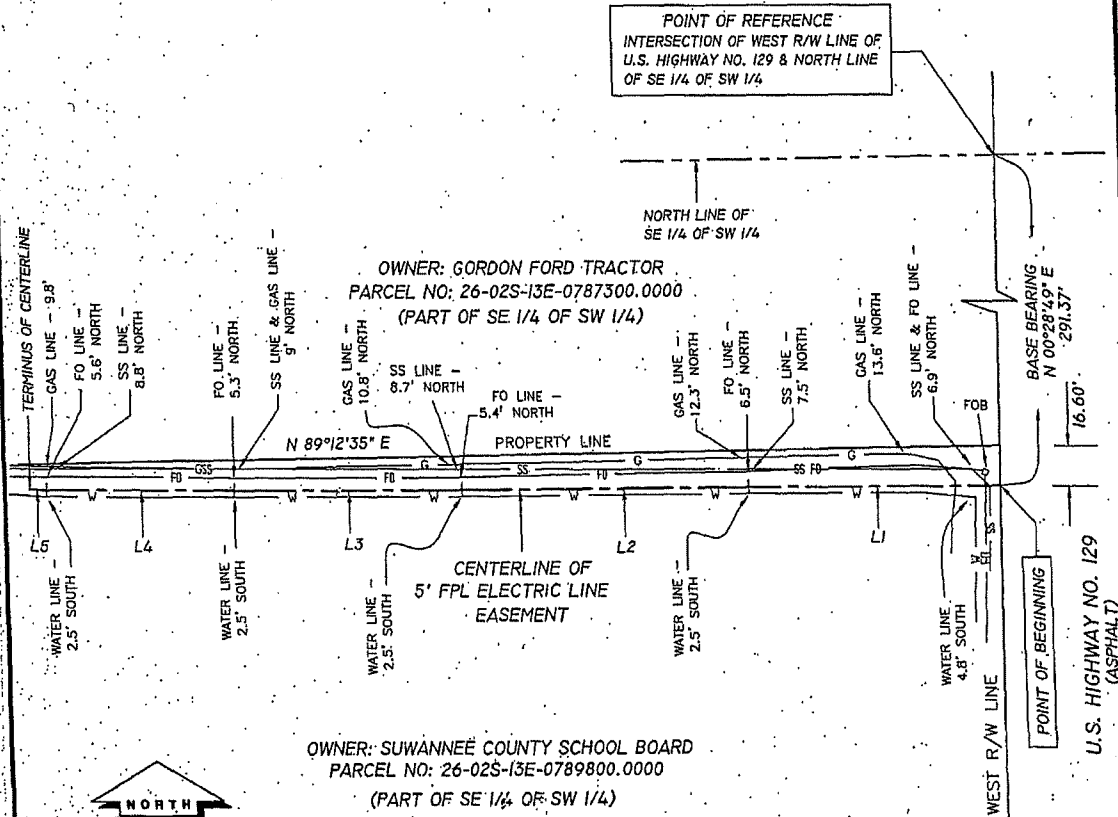 POINT OF REFERENCE
INTERSECTION OF WEST R/W LINE OF
U.S. HIGHWAY NO. 129 & NORTH LINE
OF SE 1/4 OF SW 1/4
NORTH LINE OF
SE 1/4 OF SW 1/4
BASE BEARING
N 00°28'49" E
291.37'
16.60'
OWNER: GORDON FORD TRACTOR
PARCEL NO: 26-02S-13E-0787300.0000
(PART OF SE 1/4 OF SW 1/4)
TERMINUS OF CENTERLINE
GAS LINE - 9.8'
FO LINE -
5.6' NORTH
SS LINE -
8.8' NORTH
FO LINE -
5.3' NORTH
SS LINE & GAS LINE -
9' NORTH
GAS LINE -
10.8' NORTH
SS LINE -
8.7' NORTH
FO LINE -
5.4' NORTH
GAS LINE -
12.3' NORTH
FO LINE -
6.5' NORTH
SS LINE -
7.5' NORTH
GAS LINE -
13.6' NORTH
SS LINE & FO LINE -
6.9' NORTH
FOB
N 89°12'35" E
PROPERTY LINE
GSS
G
SS
G
SS FO
G
FO
FO
FO
W
W
W
W
W
W
W
FO
SS
L5
L4
L3
L2
L1
WATER LINE -
2.5' SOUTH
WATER LINE -
2.5' SOUTH
WATER LINE -
2.5' SOUTH
CENTERLINE OF
5' FPL ELECTRIC LINE
EASEMENT
WATER LINE -
2.5' SOUTH
WATER LINE -
4.8' SOUTH
WEST R/W LINE
POINT OF BEGINNING
U.S. HIGHWAY NO. 129
(ASPHALT)
OWNER: SUWANNEE COUNTY SCHOOL BOARD
PARCEL NO: 26-02S-13E-0789800.0000
(PART OF SE 1/4 OF SW 1/4)
NORTH